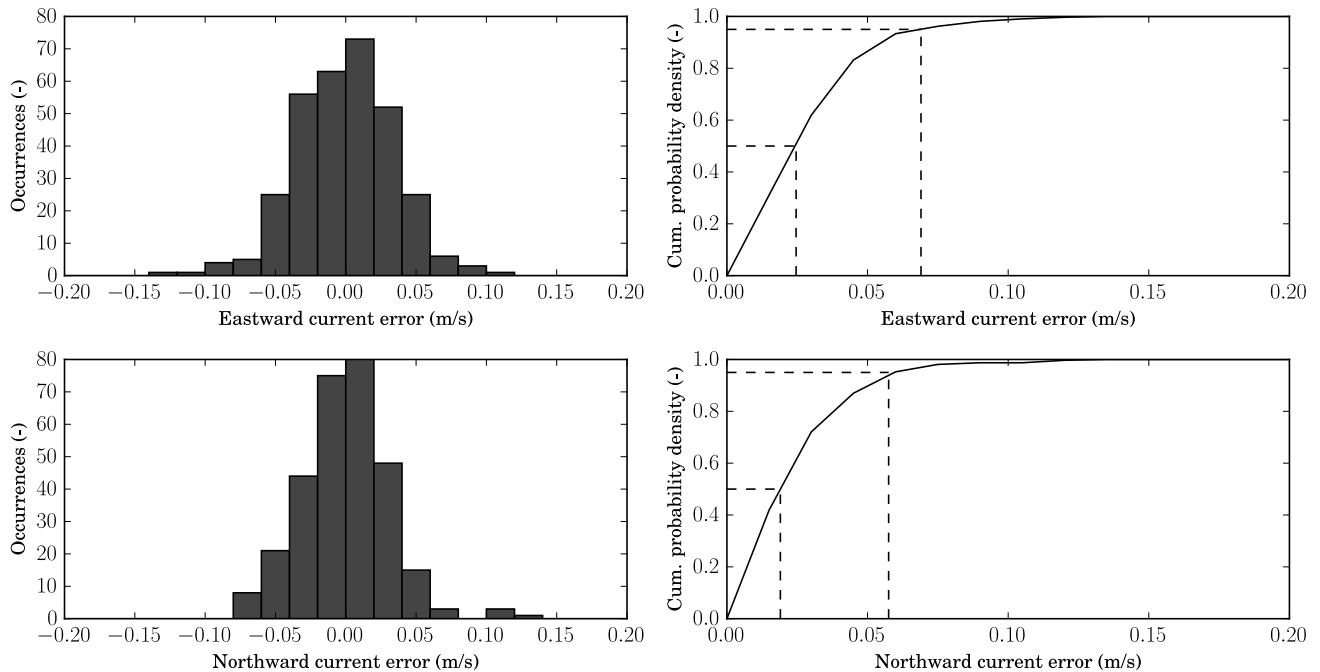 80
70
60
50
40
30
20
10
0
Occurrences (-)
−0.20 −0.15 −0.10 −0.05 0.00 0.05 0.10 0.15 0.20
Eastward current error (m/s)
1.0
0.8
0.6
0.4
0.2
0.0
Cum. probability density (-)
0.00 0.05 0.10 0.15 0.20
Eastward current error (m/s)
80
70
60
50
40
30
20
10
0
Occurrences (-)
−0.20 −0.15 −0.10 −0.05 0.00 0.05 0.10 0.15 0.20
Northward current error (m/s)
1.0
0.8
0.6
0.4
0.2
0.0
Cum. probability density (-)
0.00 0.05 0.10 0.15 0.20
Northward current error (m/s)